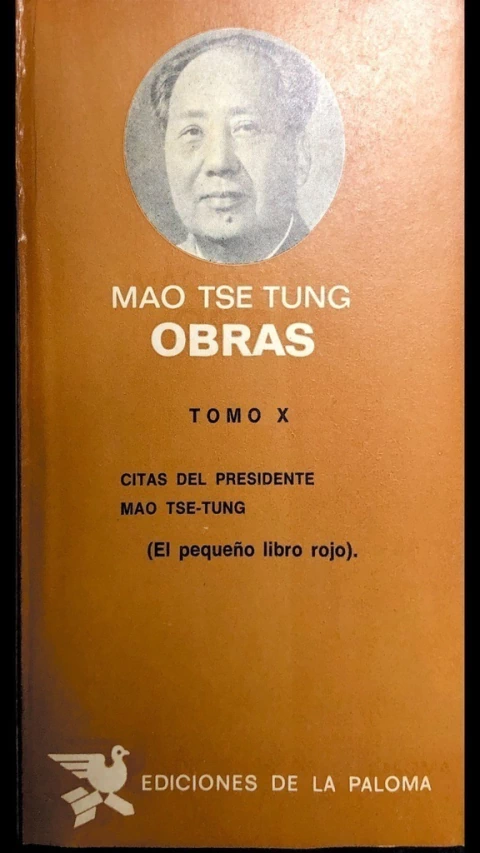 MAO TSE TUNG
OBRAS
TOMO X
CITAS DEL PRESIDENTE
MAO TSE-TUNG
(El pequeño libro rojo).
EDICIONES DE LA PALOMA